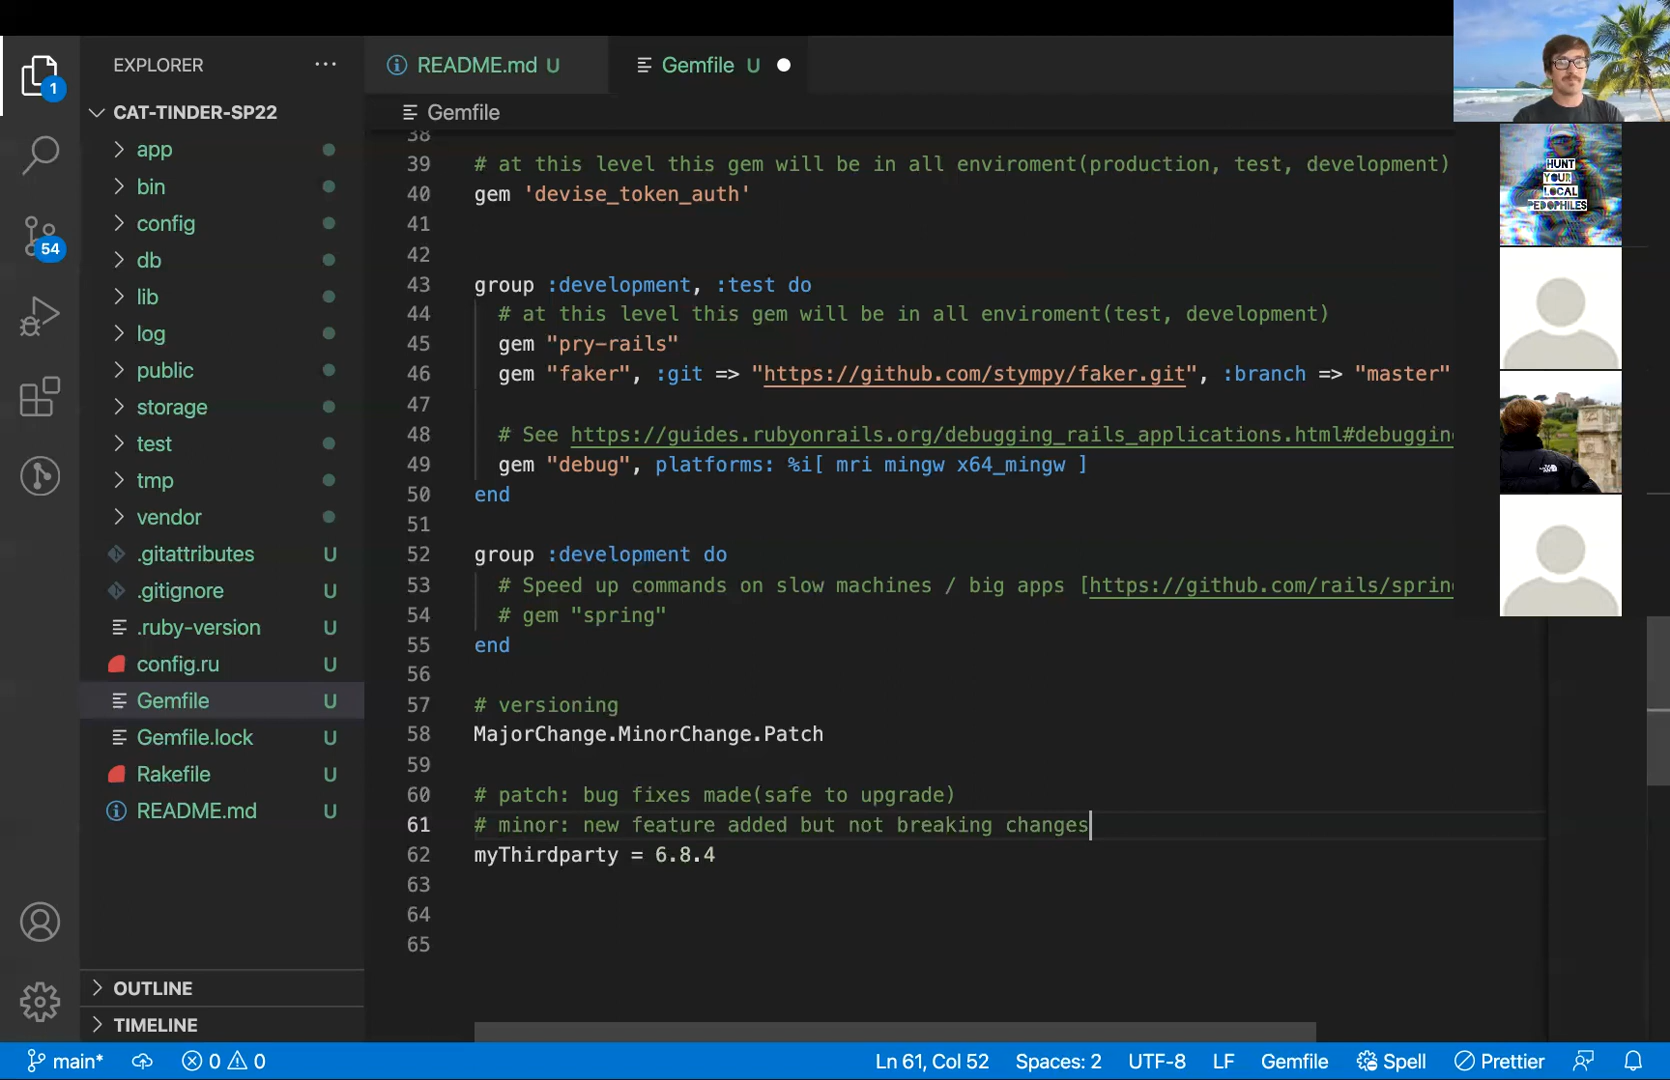 EXPLORER
README.md U
Gemfile U
1
CAT-TINDER-SP22
Gemfile
app
bin
config
db
lib
log
public
storage
test
tmp
vendor
.gitattributes U
.gitignore U
.ruby-version U
config.ru U
Gemfile U
Gemfile.lock U
Rakefile U
README.md U
54
38
39 # at this level this gem will be in all enviroment(production, test, development)
40 gem 'devise_token_auth'
41
42
43 group :development, :test do
44 # at this level this gem will be in all enviroment(test, development)
45 gem "pry-rails"
46 gem "faker", :git => "https://github.com/stympy/faker.git", :branch => "master"
47
48 # See https://guides.rubyonrails.org/debugging_rails_applications.html#debugging
49 gem "debug", platforms: %i[ mri mingw x64_mingw ]
50 end
51
52 group :development do
53 # Speed up commands on slow machines / big apps [https://github.com/rails/spring
54 # gem "spring"
55 end
56
57 # versioning
58 MajorChange.MinorChange.Patch
59
60 # patch: bug fixes made(safe to upgrade)
61 # minor: new feature added but not breaking changes
62 myThirdparty = 6.8.4
63
64
65
HUNT
YOUR
LOCAL
PEDOPHILES
OUTLINE
TIMELINE
main* 0 0 Ln 61, Col 52 Spaces: 2 UTF-8 LF Gemfile Spell Prettier